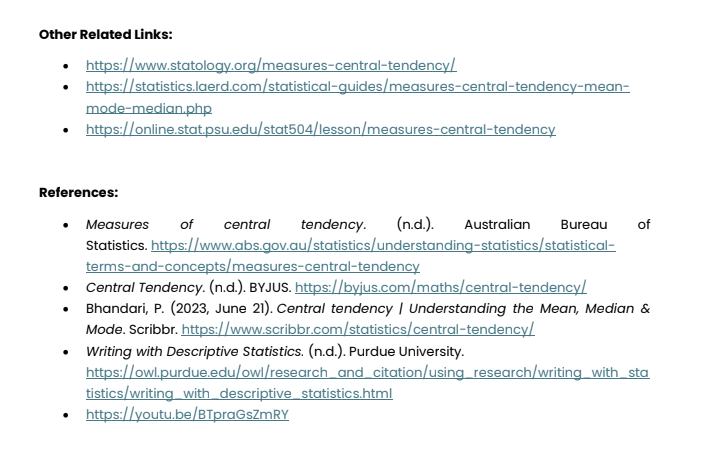 Other Related Links:
• https://www.statology.org/measures-central-tendency/
• https://statistics.laerd.com/statistical-guides/measures-central-tendency-mean-
mode-median.php
• https://online.stat.psu.edu/stat504/lesson/measures-central-tendency
References:
• Measures of central tendency. (n.d.). Australian Bureau of
Statistics. https://www.abs.gov.au/statistics/understanding-statistics/statistical-
terms-and-concepts/measures-central-tendency
• Central Tendency. (n.d.). BYJUS. https://byjus.com/maths/central-tendency/
• Bhandari, P. (2023, June 21). Central tendency | Understanding the Mean, Median &
Mode. Scribbr. https://www.scribbr.com/statistics/central-tendency/
• Writing with Descriptive Statistics. (n.d.). Purdue University.
https://owl.purdue.edu/owl/research_and_citation/using_research/writing_with_sta
tistics/writing_with_descriptive_statistics.html
• https://youtu.be/BTpraGsZmRY